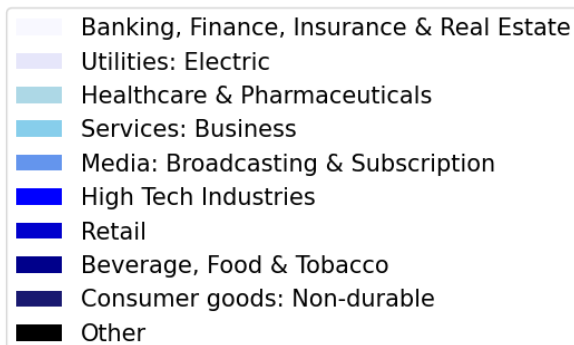 Banking, Finance, Insurance & Real Estate
Utilities: Electric
Healthcare & Pharmaceuticals
Services: Business
Media: Broadcasting & Subscription
High Tech Industries
Retail
Beverage, Food & Tobacco
Consumer goods: Non-durable
Other